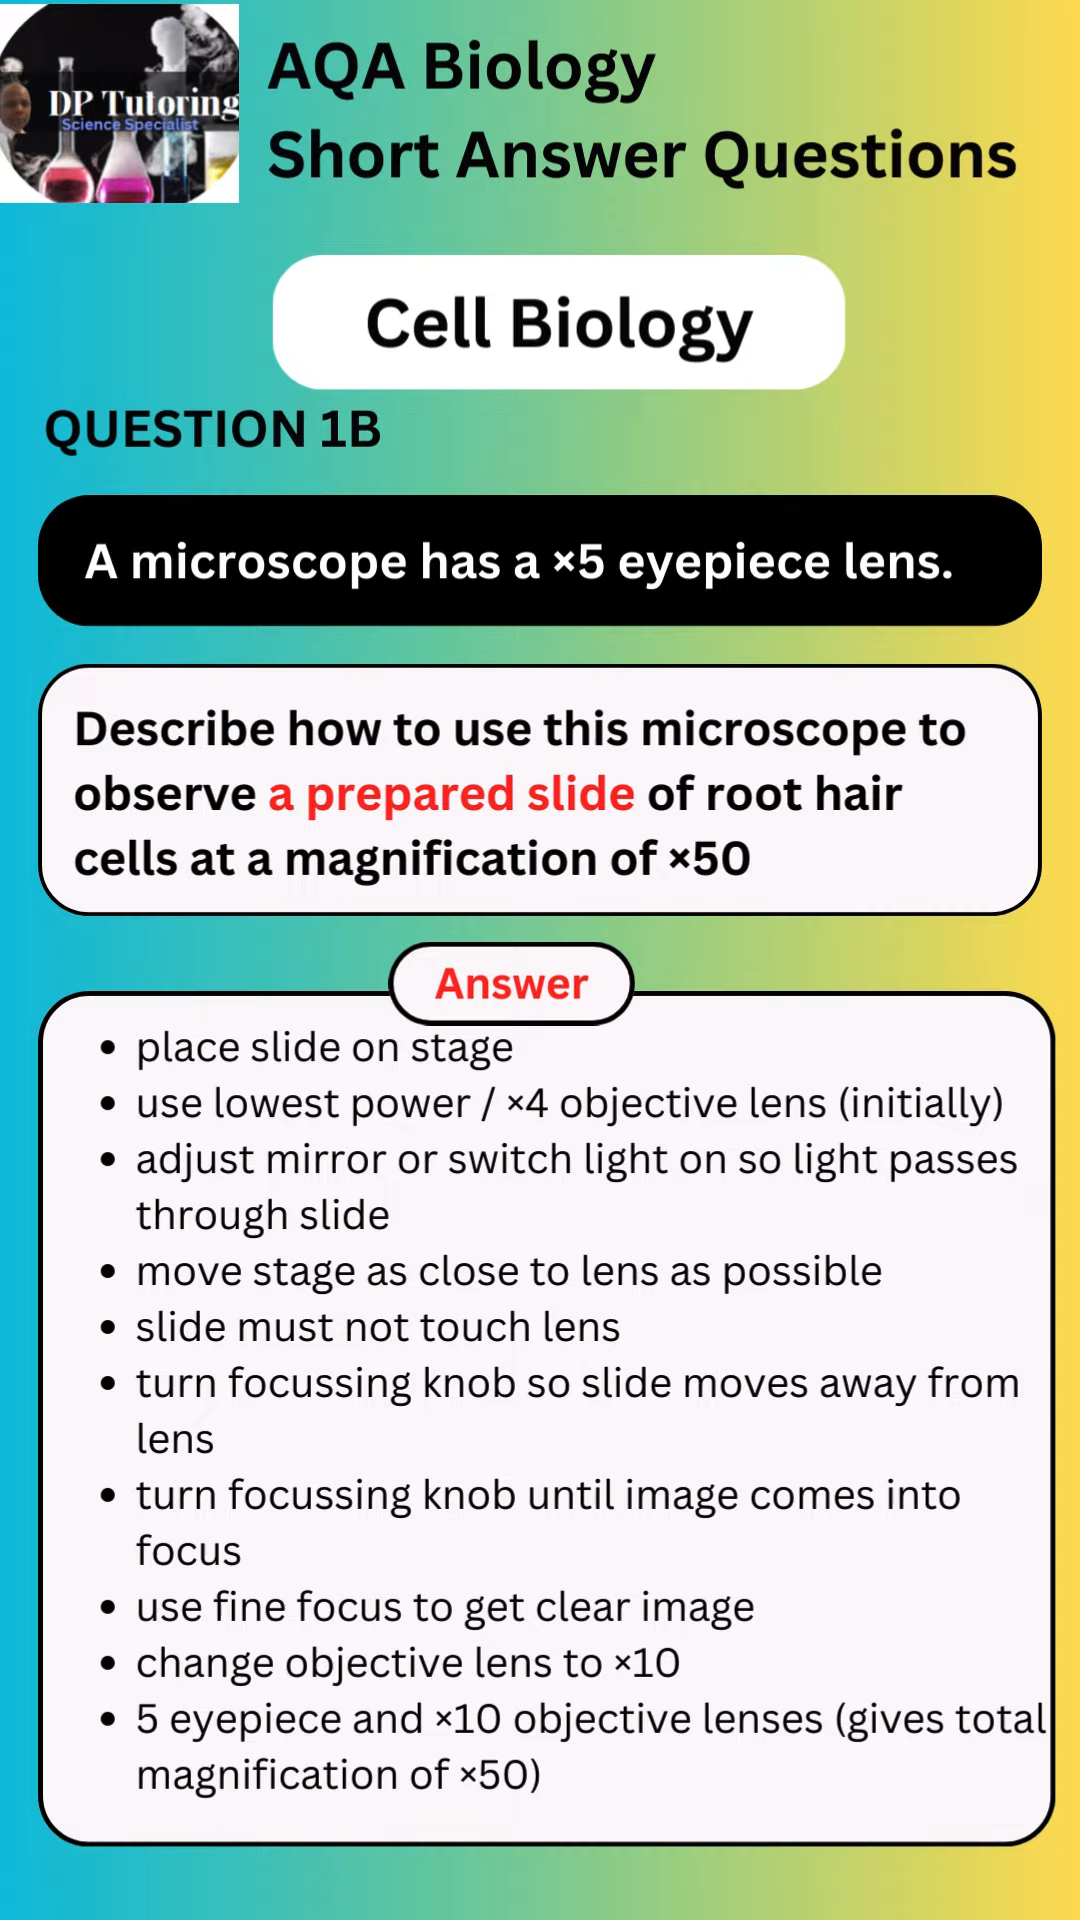 DP Tutoring
Science Specialist
AQA Biology
Short Answer Questions
Cell Biology
QUESTION 1B
A microscope has a ×5 eyepiece lens.
Describe how to use this microscope to
observe a prepared slide of root hair
cells at a magnification of ×50
Answer
• place slide on stage
• use lowest power / ×4 objective lens (initially)
• adjust mirror or switch light on so light passes
through slide
• move stage as close to lens as possible
• slide must not touch lens
• turn focussing knob so slide moves away from
lens
• turn focussing knob until image comes into
focus
• use fine focus to get clear image
• change objective lens to ×10
• 5 eyepiece and ×10 objective lenses (gives total
magnification of ×50)